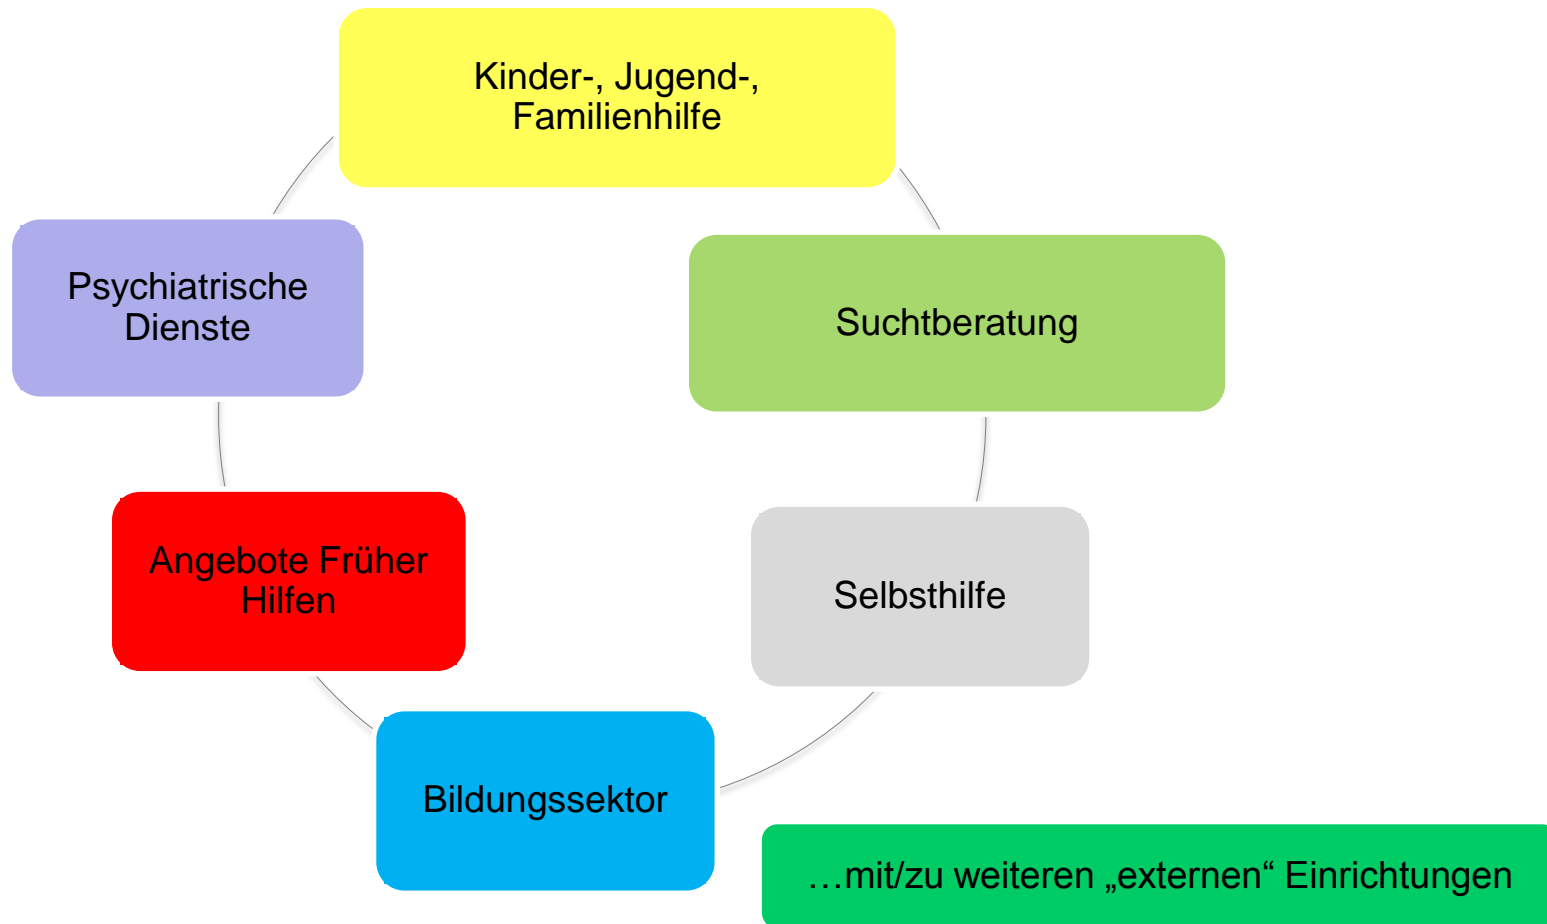 Kinder-, Jugend-,
Familienhilfe
Psychiatrische
Dienste
Suchtberatung
Angebote Früher
Hilfen
Selbsthilfe
Bildungssektor
…mit/zu weiteren „externen“ Einrichtungen